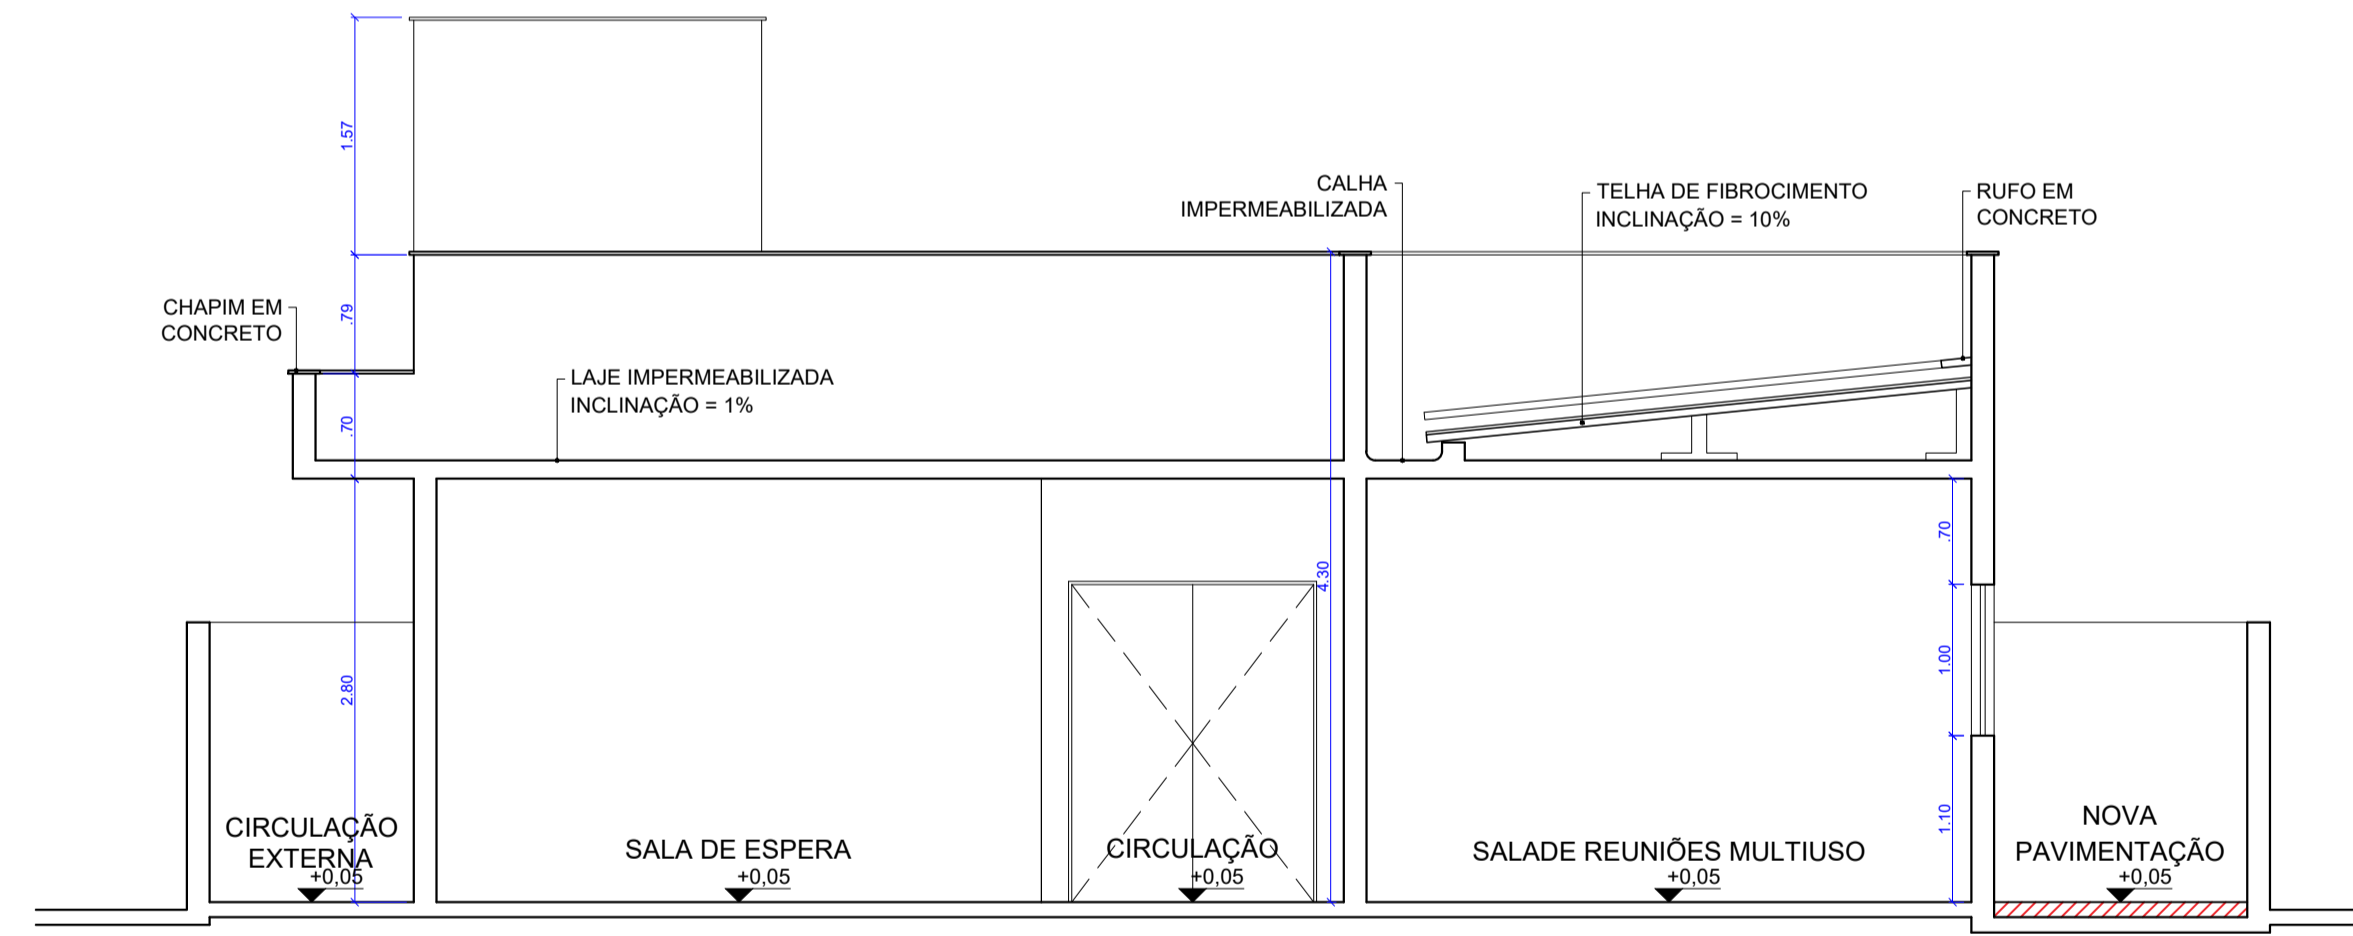 1.57
CALHA
IMPERMEABILIZADA
TELHA DE FIBROCIMENTO
INCLINAÇÃO = 10%
RUFO EM
CONCRETO
CHAPIM EM
CONCRETO
.79
LAJE IMPERMEABILIZADA
INCLINAÇÃO = 1%
.70
.70
4.30
1.00
2.80
1.10
CIRCULAÇÃO
EXTERNA
+0,05
SALA DE ESPERA
+0,05
CIRCULAÇÃO
+0,05
SALADE REUNIÕES MULTIUSO
+0,05
NOVA
PAVIMENTAÇÃO
+0,05